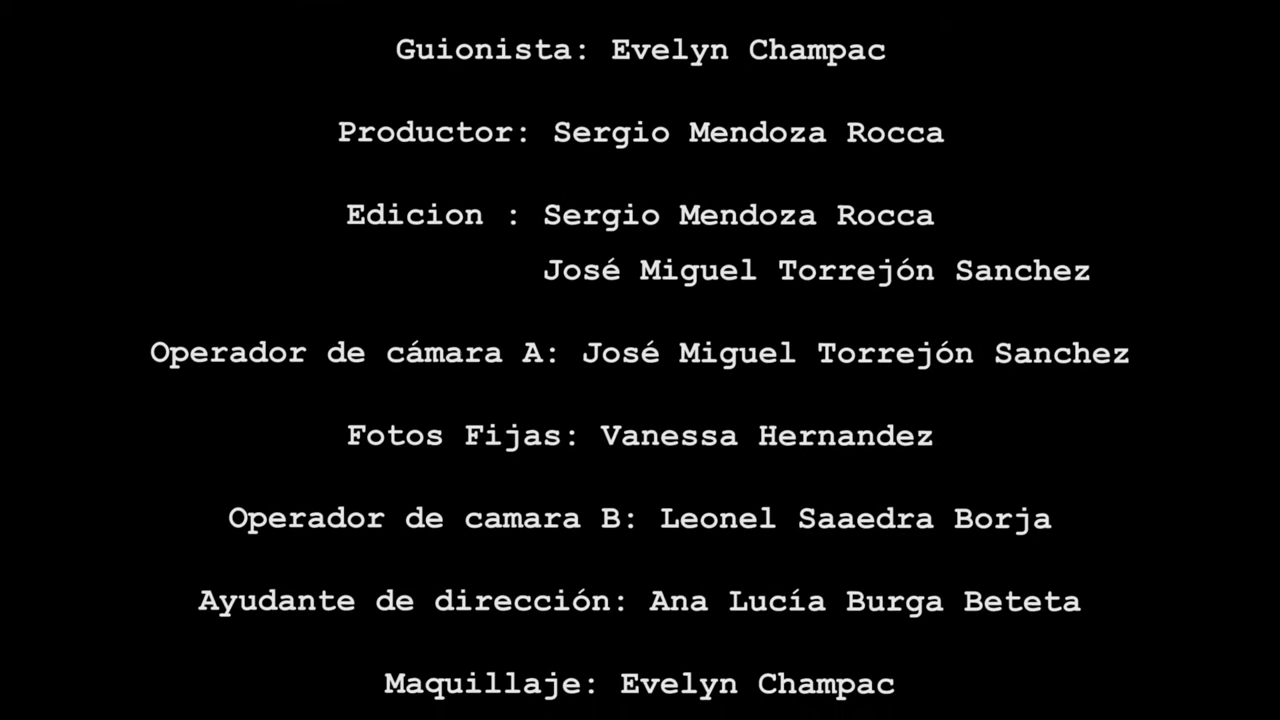 Guionista: Evelyn Champac
Productor: Sergio Mendoza Rocca
Edicion : Sergio Mendoza Rocca
José Miguel Torrejón Sanchez
Operador de cámara A: José Miguel Torrejón Sanchez
Fotos Fijas: Vanessa Hernandez
Operador de camara B: Leonel Saaedra Borja
Ayudante de dirección: Ana Lucía Burga Beteta
Maquillaje: Evelyn Champac